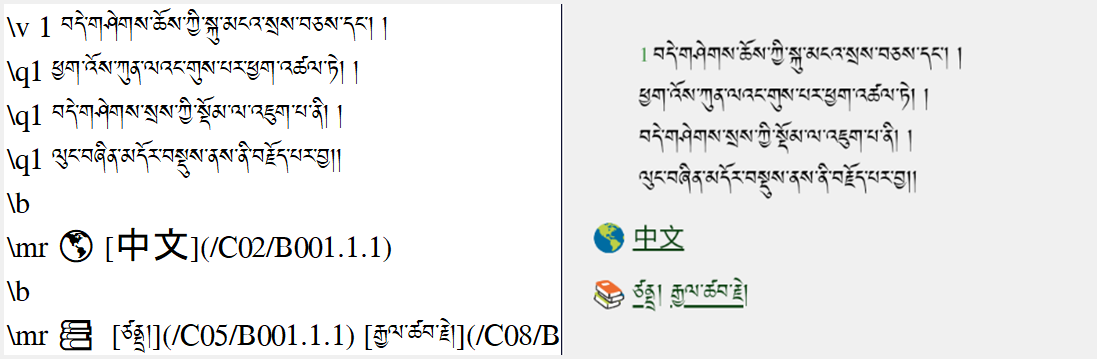 \v 1 བདེ་གཤེགས་ཆོས་ཀྱི་སྐུ་མངའ་སྲས་བཅས་དང་། །
\q1 ཕྱག་འོས་ཀུན་ལའང་གུས་པར་ཕྱག་འཚལ་ཏེ། །
\q1 བདེ་གཤེགས་སྲས་ཀྱི་སྡོམ་ལ་འཇུག་པ་ནི། །
\q1 ལུང་བཞིན་མདོར་བསྡུས་ནས་ནི་བརྗོད་པར་བྱ།།
\b
\mr 🌎 [中文](/C02/B001.1.1)
\b
\mr 📚 [ཙནྡྲ།](/C05/B001.1.1) [རྒྱལ་ཚབ་རྗེ།](/C08/B
1 བདེ་གཤེགས་ཆོས་ཀྱི་སྐུ་མངའ་སྲས་བཅས་དང་། །
ཕྱག་འོས་ཀུན་ལའང་གུས་པར་ཕྱག་འཚལ་ཏེ། །
བདེ་གཤེགས་སྲས་ཀྱི་སྡོམ་ལ་འཇུག་པ་ནི། །
ལུང་བཞིན་མདོར་བསྡུས་ནས་ནི་བརྗོད་པར་བྱ།།
🌎 中文
📚 ཙནྡྲ། རྒྱལ་ཚབ་རྗེ།